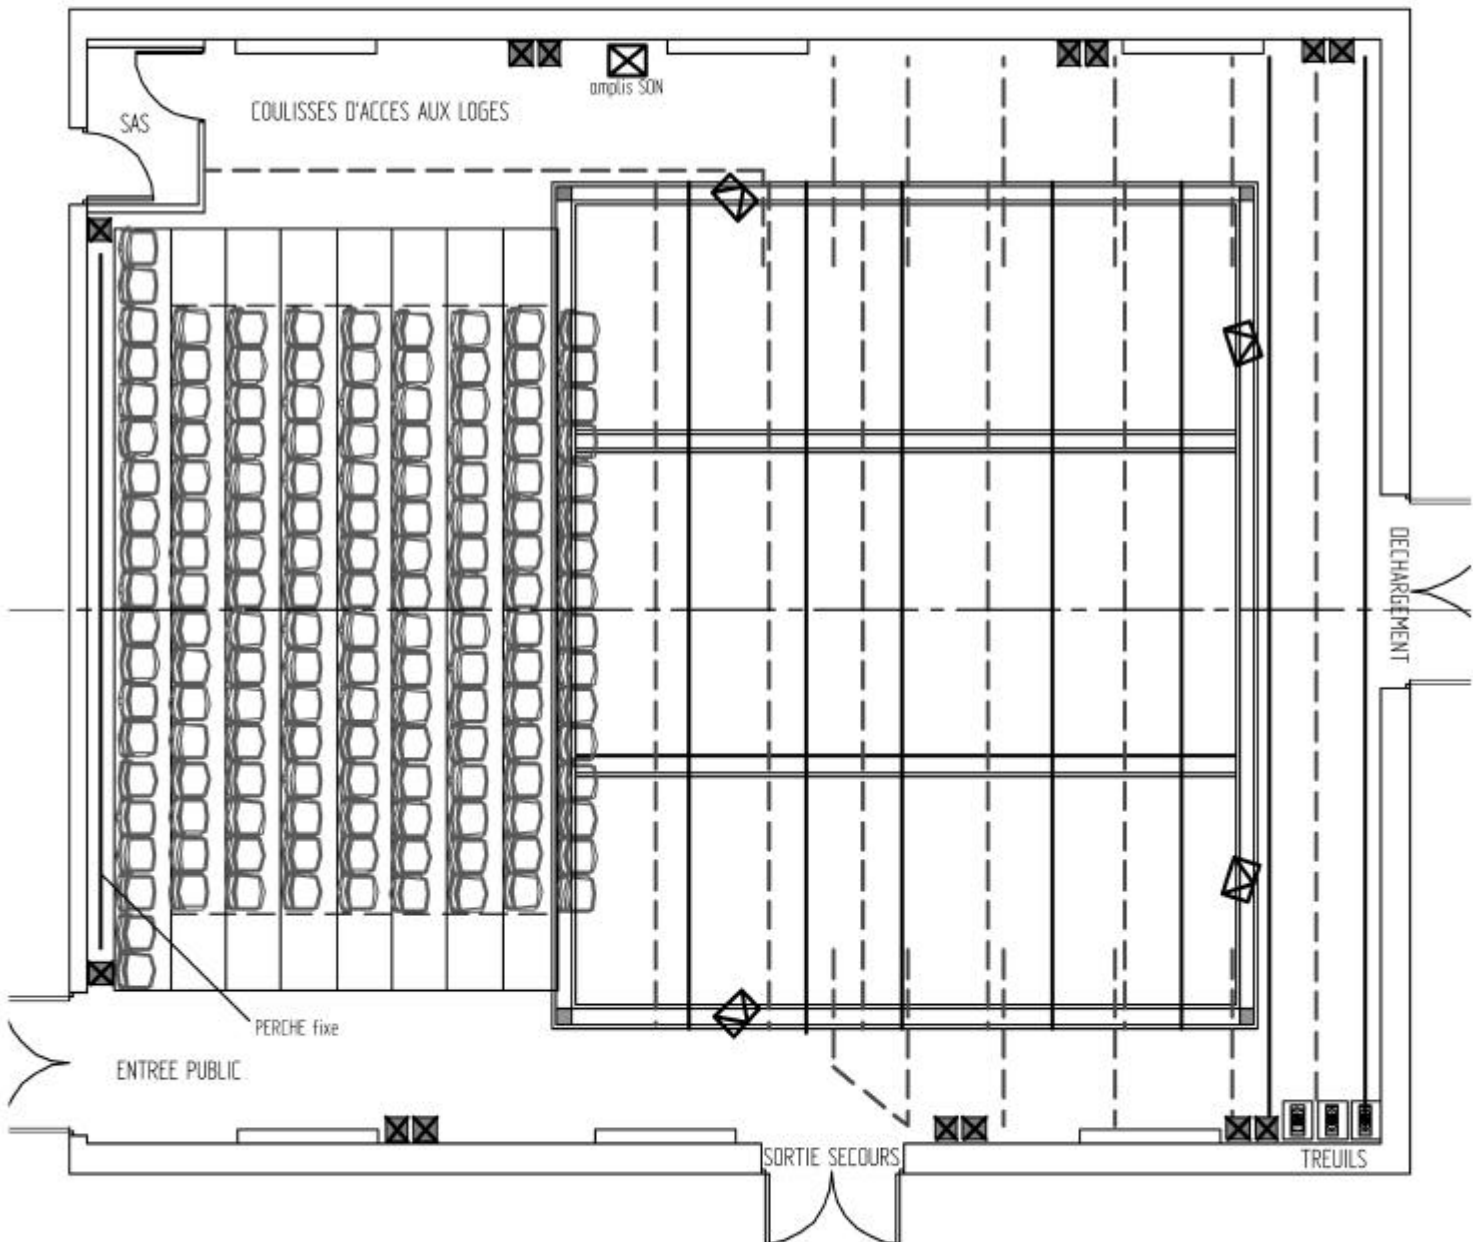 amplis SON
COULISSES D'ACCES AUX LOGES
SAS
DECHARGEMENT
PERCHE fixe
ENTREE PUBLIC
SORTIE SECOURS
TREUILS